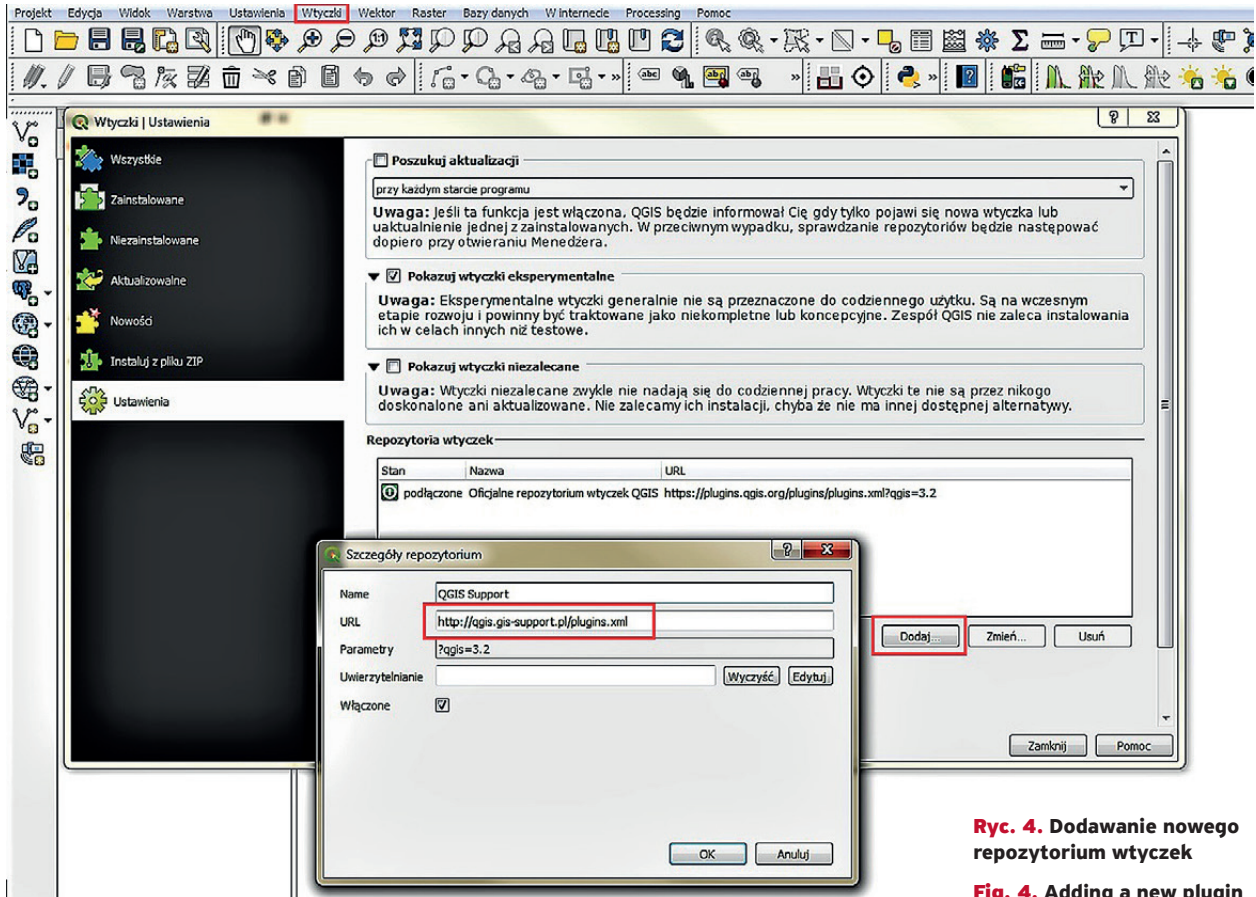 Projekt Edycja Widok Warstwa Ustawienia Wtyczki Wektor Raster Bazy danych W internecie Processing Pomoc
abc
Wtyczki | Ustawienia
Wszystkie
Zainstalowane
Niezainstalowane
Aktualizowalne
Nowości
Instaluj z pliku ZIP
Ustawienia
Poszukuj aktualizacji
przy każdym starcie programu
Uwaga: Jeśli ta funkcja jest włączona, QGIS będzie informował Cię gdy tylko pojawi się nowa wtyczka lub
uaktualnienie jednej z zainstalowanych. W przeciwnym wypadku, sprawdzanie repozytoriów będzie następować
dopiero przy otwieraniu Menedżera.
Pokazuj wtyczki eksperymentalne
Uwaga: Eksperymentalne wtyczki generalnie nie są przeznaczone do codziennego użytku. Są na wczesnym
etapie rozwoju i powinny być traktowane jako niekompletne lub koncepcyjne. Zespół QGIS nie zaleca instalowania
ich w celach innych niż testowe.
Pokazuj wtyczki niezalecane
Uwaga: Wtyczki niezalecane zwykle nie nadają się do codziennej pracy. Wtyczki te nie są przez nikogo
doskonalone ani aktualizowane. Nie zalecamy ich instalacji, chyba że nie ma innej dostępnej alternatywy.
Repozytoria wtyczek
Stan Nazwa URL
podłączone Oficjalne repozytorium wtyczek QGIS https://plugins.qgis.org/plugins/plugins.xml?qgis=3.2
Dodaj... Zmień... Usuń
Zamknij Pomoc
Szczegóły repozytorium
Name QGIS Support
URL http://qgis.gis-support.pl/plugins.xml
Parametry ?qgis=3.2
Uwierzytelnianie Wyczyść Edytuj
Włączone
OK Anuluj
Ryc. 4. Dodawanie nowego
repozytorium wtyczek
Fig. 4. Adding a new plugin